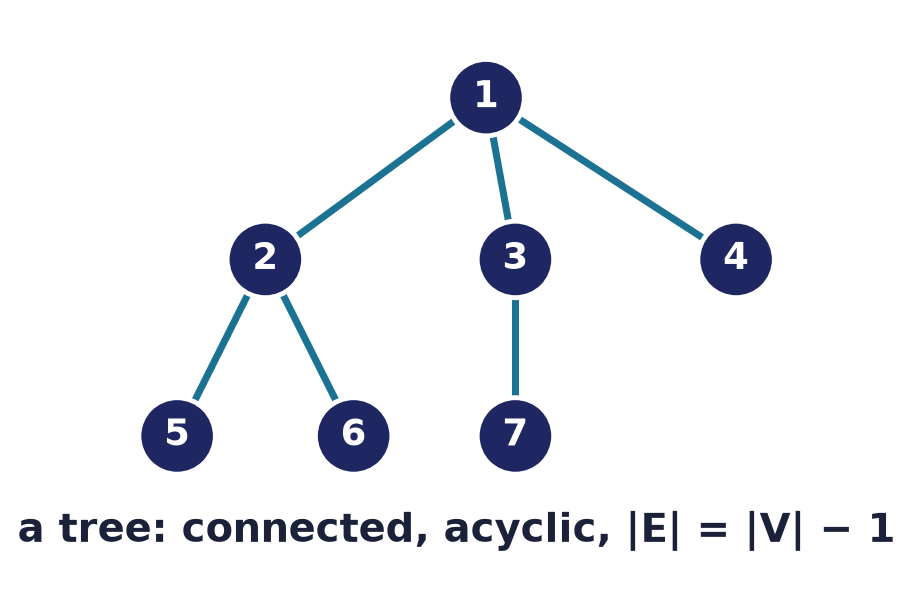 1
2 3 4
5 6 7
a tree: connected, acyclic, |E| = |V| − 1